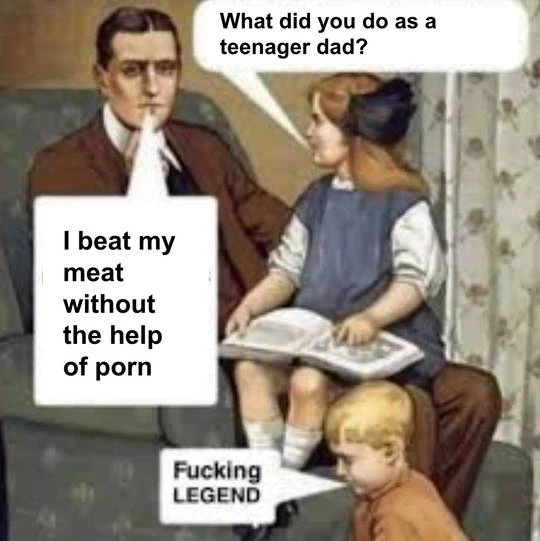 What did you do as a
teenager dad?
I beat my
meat
without
the help
of porn
Fucking
LEGEND